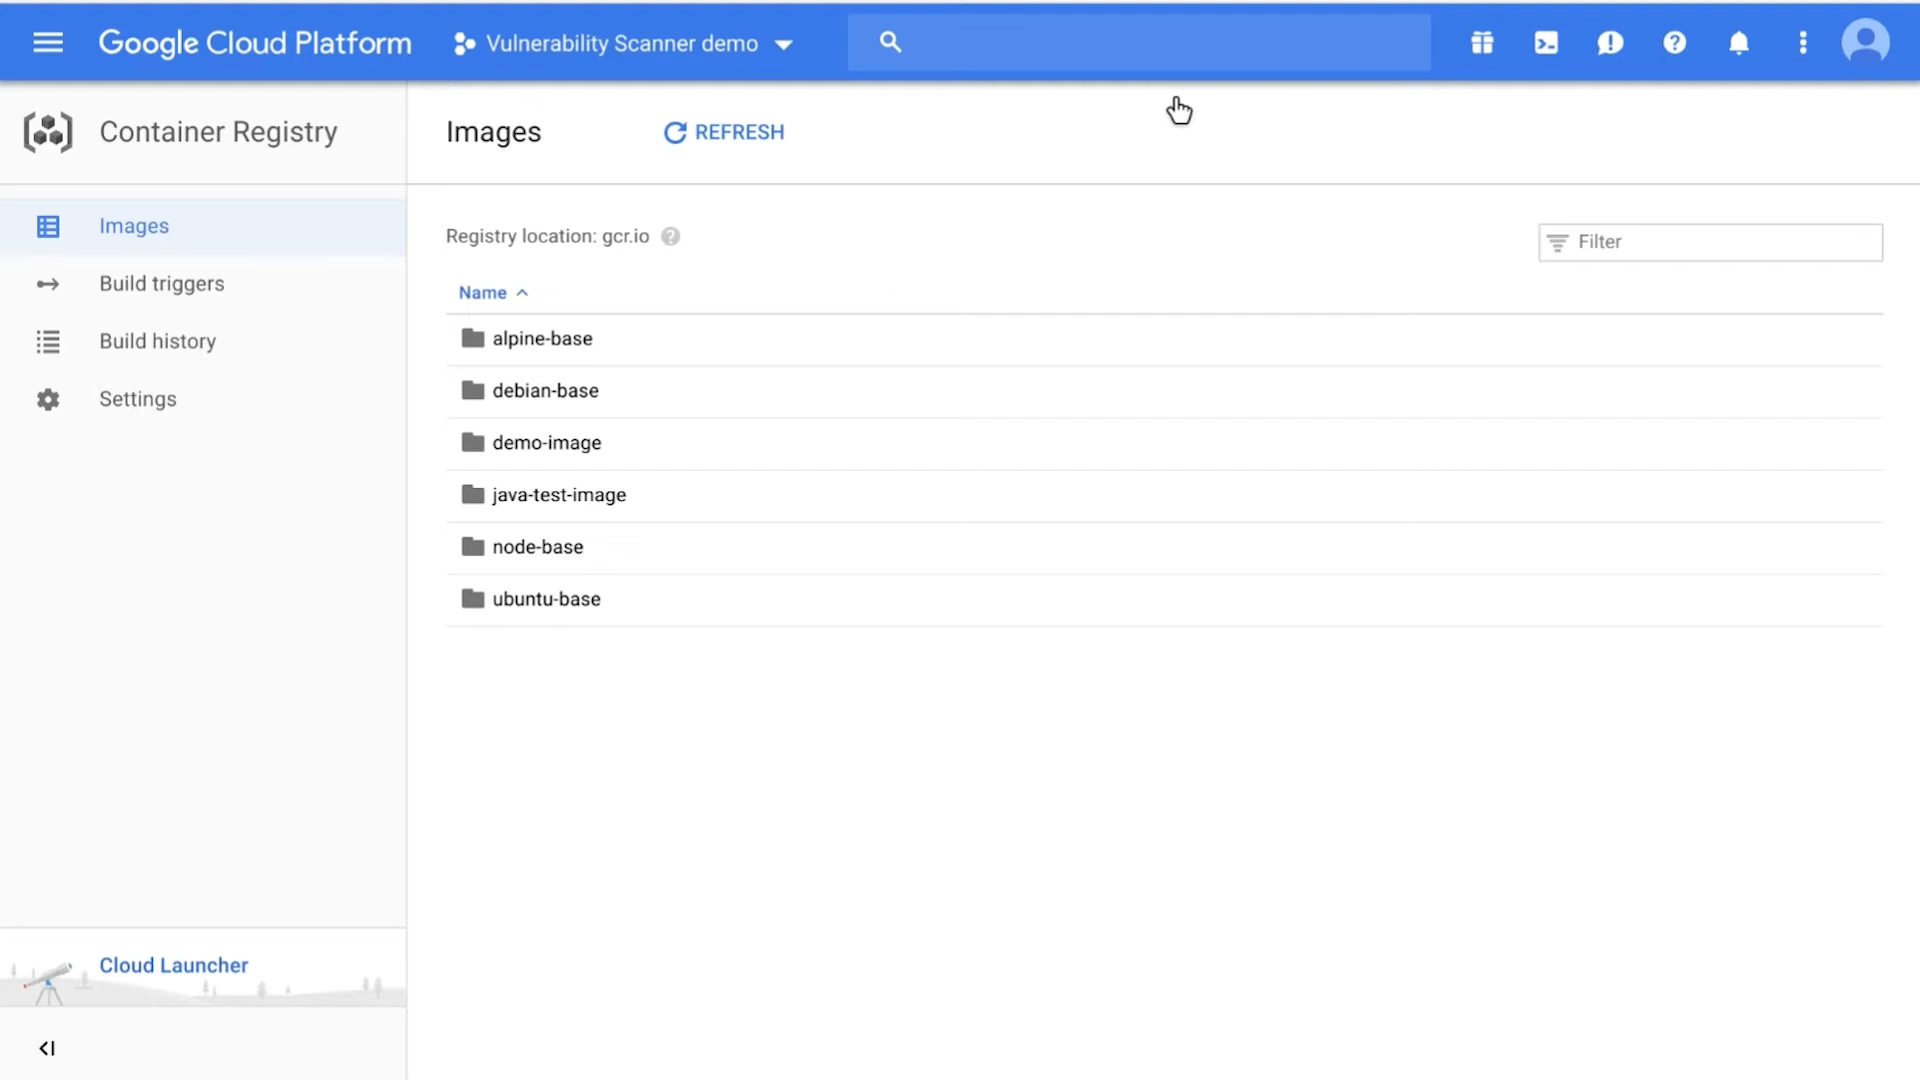 Google Cloud Platform
Vulnerability Scanner demo
Container Registry
Images
REFRESH
Images
Build triggers
Build history
Settings
Registry location: gcr.io
Filter
Name
alpine-base
debian-base
demo-image
java-test-image
node-base
ubuntu-base
Cloud Launcher